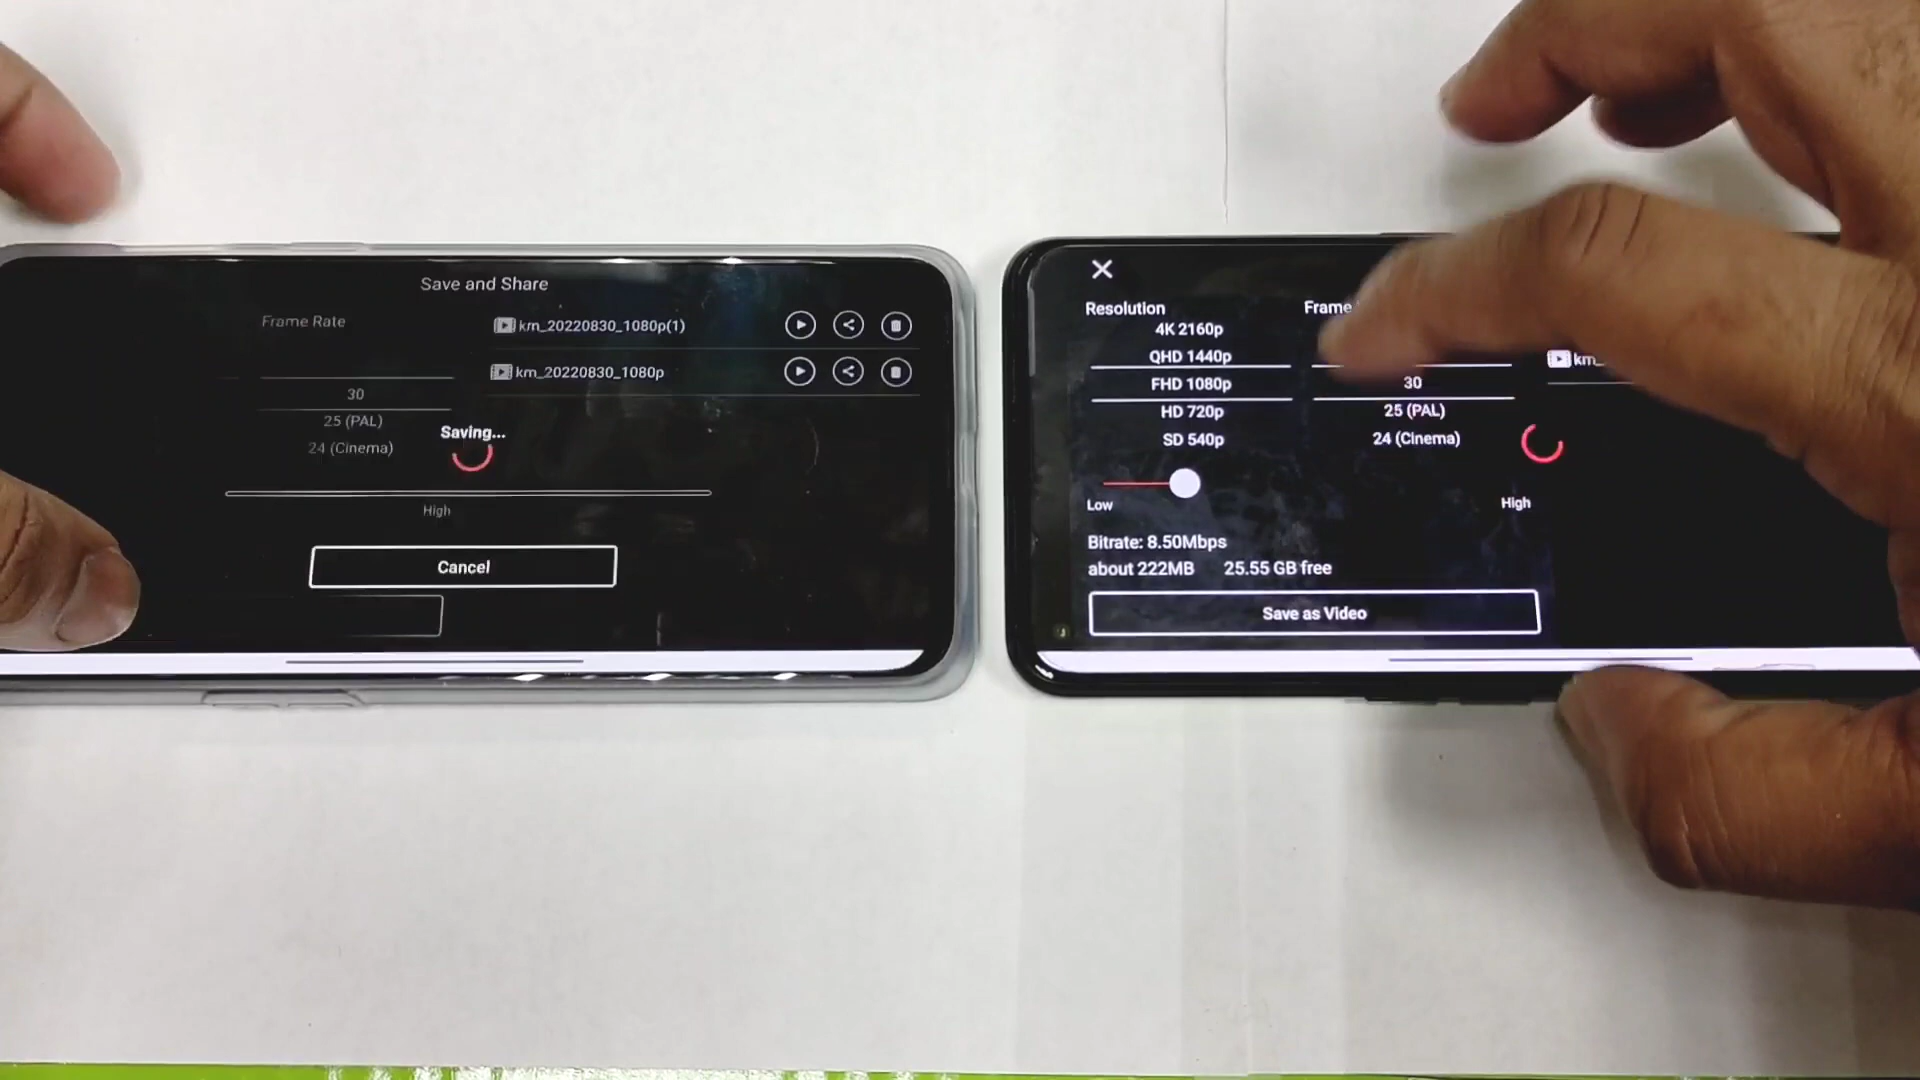 Save and Share
Frame Rate
km_20220830_1080p(1)
km_20220830_1080p
30
25 (PAL)
24 (Cinema)
Saving...
High
Cancel
Resolution
Frame
4K 2160p
QHD 1440p
FHD 1080p
HD 720p
SD 540p
30
25 (PAL)
24 (Cinema)
km_
Low
High
Bitrate: 8.50Mbps
about 222MB 25.55 GB free
Save as Video